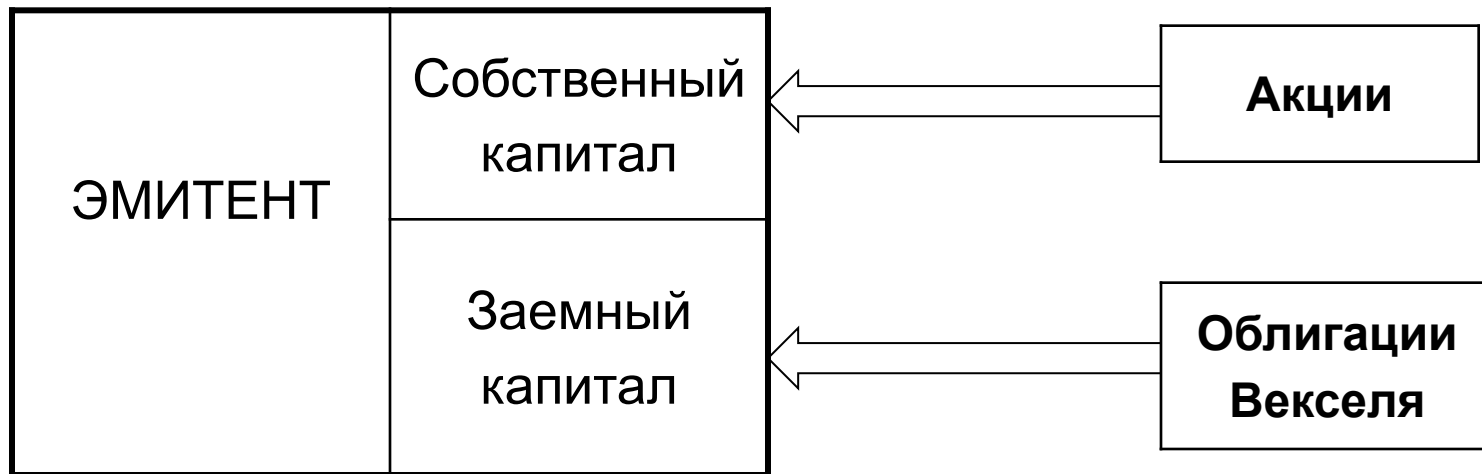 ЭМИТЕНТ
Собственный
капитал
Заемный
капитал
Акции
Облигации
Векселя